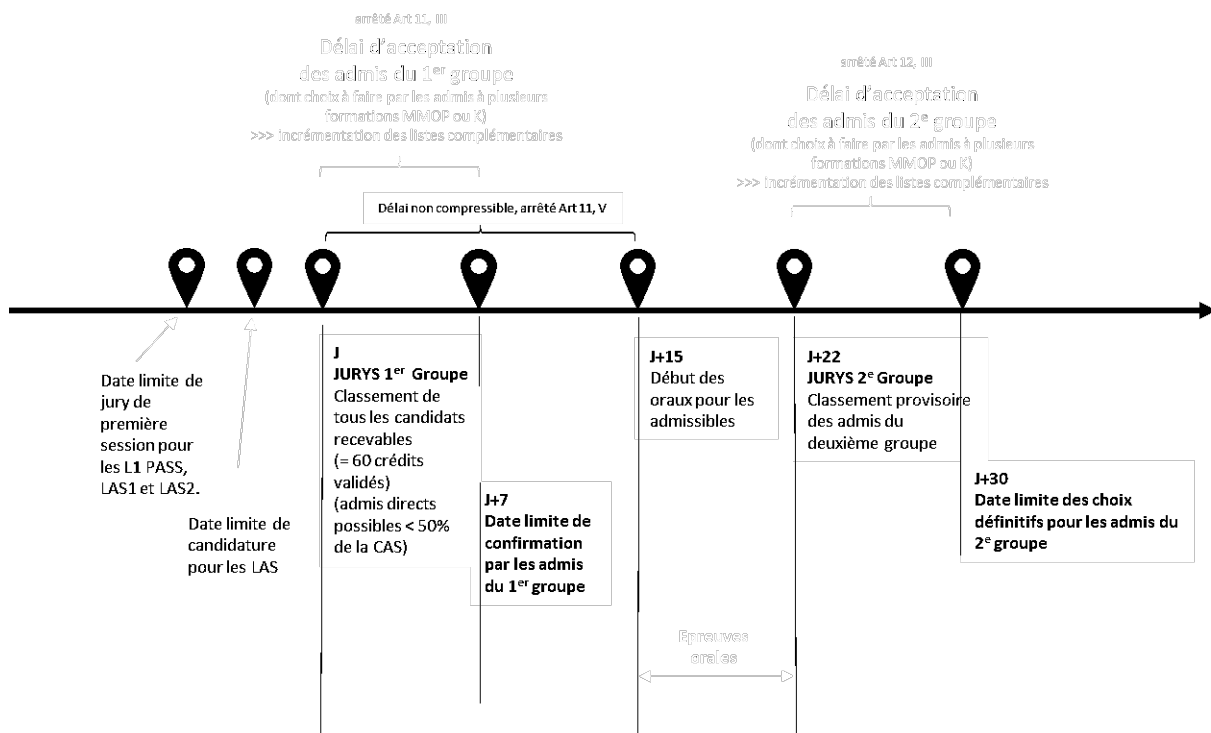 arrêté Art 11, III
Délai d'acceptation
des admis du 1er groupe
(dont choix à faire par les admis à plusieurs
formations MMOP ou K)
>>> incrémentation des listes complémentaires
arrêté Art 12, III
Délai d'acceptation
des admis du 2e groupe
(dont choix à faire par les admis à plusieurs
formations MMOP ou K)
>>> incrémentation des listes complémentaires
Délai non compressible, arrêté Art 11, V
Date limite de
jury de
première
session pour
les L1 PASS,
LAS1 et LAS2.
Date limite de
candidature
pour les LAS
J
JURYS 1er Groupe
Classement de
tous les candidats
recevables
(= 60 crédits
validés)
(admis directs
possibles < 50%
de la CAS)
J+7
Date limite de
confirmation
par les admis
du 1er groupe
J+15
Début des
oraux pour les
admissibles
Epreuves
orales
J+22
JURYS 2e Groupe
Classement provisoire
des admis du
deuxième groupe
J+30
Date limite des choix
définitifs pour les admis du
2e groupe